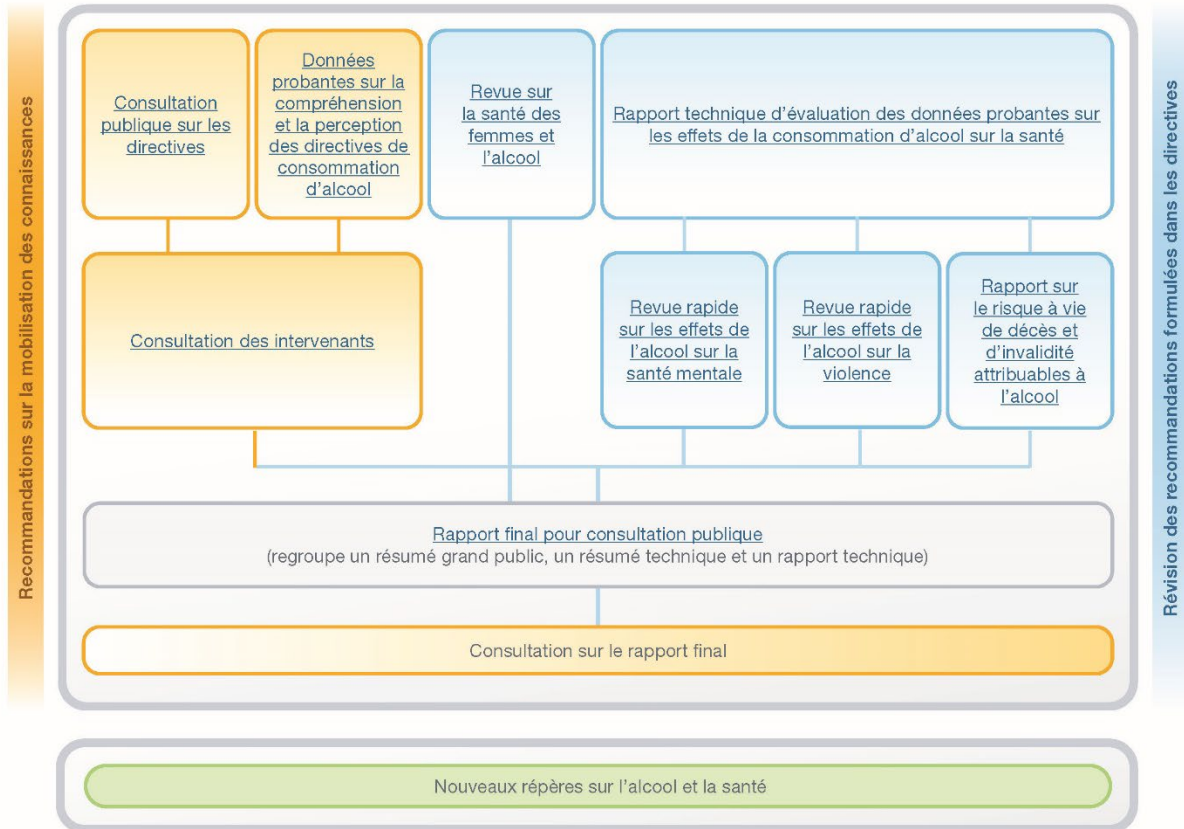 Recommandations sur la mobilisation des connaissances
Consultation
publique sur les
directives
Données
probantes sur la
compréhension
et la perception
des directives de
consommation
d'alcool
Revue sur
la santé des
femmes et
l'alcool
Rapport technique d'évaluation des données probantes sur
les effets de la consommation d'alcool sur la santé
Consultation des intervenants
Revue rapide
sur les effets de
l'alcool sur la
santé mentale
Revue rapide
sur les effets de
l'alcool sur la
violence
Rapport sur
le risque à vie
de décès et
d'invalidité
attribuables à
l'alcool
Rapport final pour consultation publique
(regroupe un résumé grand public, un résumé technique et un rapport technique)
Consultation sur le rapport final
Nouveaux répères sur l'alcool et la santé
Révision des recommandations formulées dans les directives